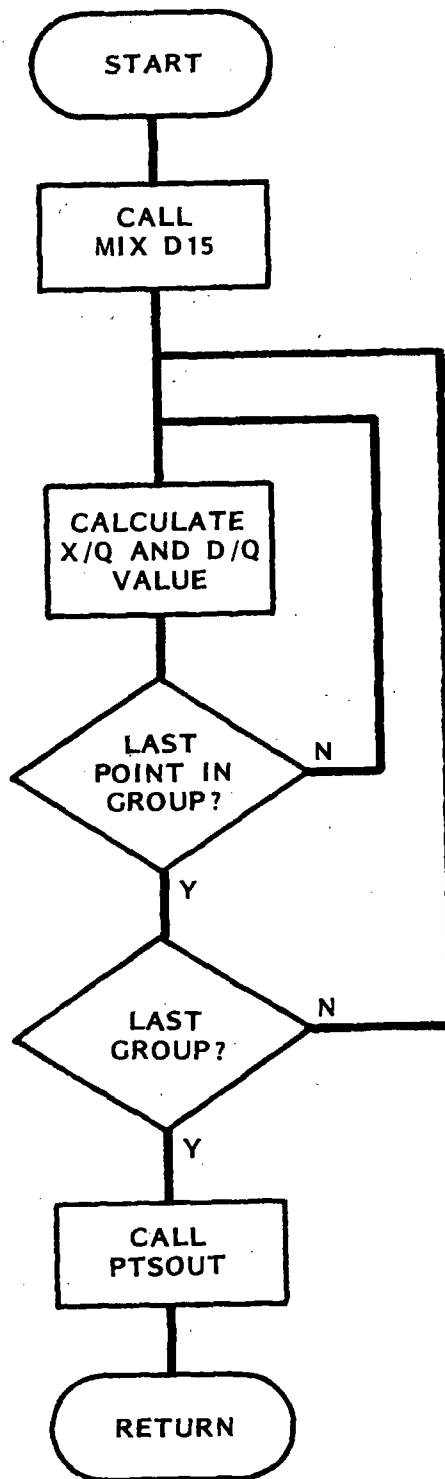 START
CALL
MIX D15
CALCULATE
X/Q AND D/Q
VALUE
LAST
POINT IN
GROUP?
N
Y
LAST
GROUP?
N
Y
CALL
PTSOUT
RETURN